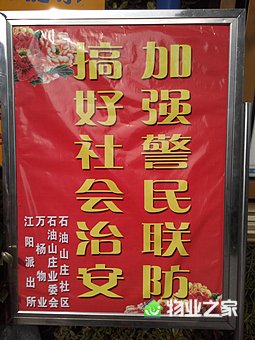 加强警民联防
搞好社会治安
石油山庄社区
石油山庄业委会
万杨物业
江阳派出所
物业之家